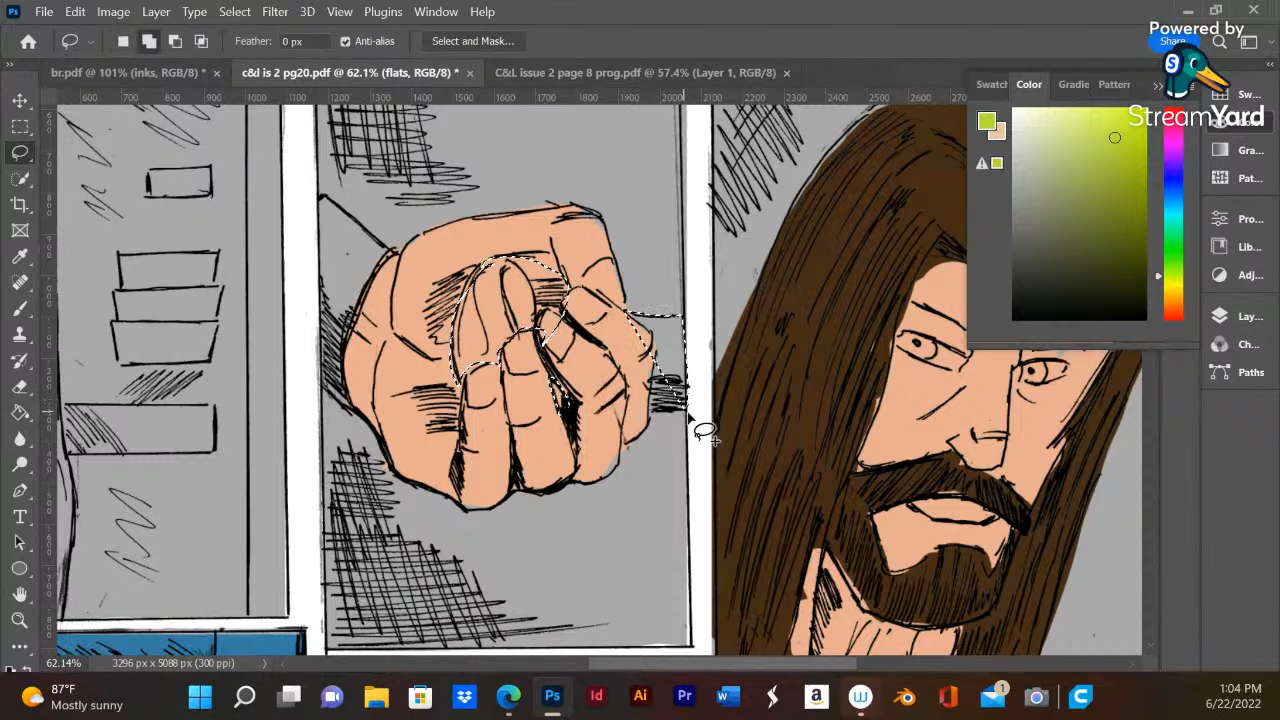 File Edit Image Layer Type Select Filter 3D View Plugins Window Help
Powered by
StreamYard
Feather: 0 px Anti-alias Select and Mask... Share
br.pdf @ 101% (inks, RGB/8) * × c&l is 2 pg20.pdf @ 62.1% (flats, RGB/8) * × C&L issue 2 page 8 prog.pdf @ 57.4% (Layer 1, RGB/8) ×
Swatch Color Gradie Pattern
600 700 800 900 1000 1100 1200 1300 1400 1500 1600 1700 1800 1900 2000 2100 2200 2300 2400 2500 2600
Sw...
Gra...
Pat...
Pro...
Lib...
Adj...
Lay...
Ch...
Paths
62.14% 3296 px x 5088 px (300 ppi)
87°F
Mostly sunny
1:04 PM
6/22/2022